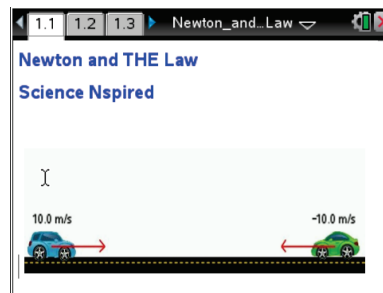 1.1 1.2 1.3 Newton_and...Law
Newton and THE Law
Science Nspired
10.0 m/s -10.0 m/s